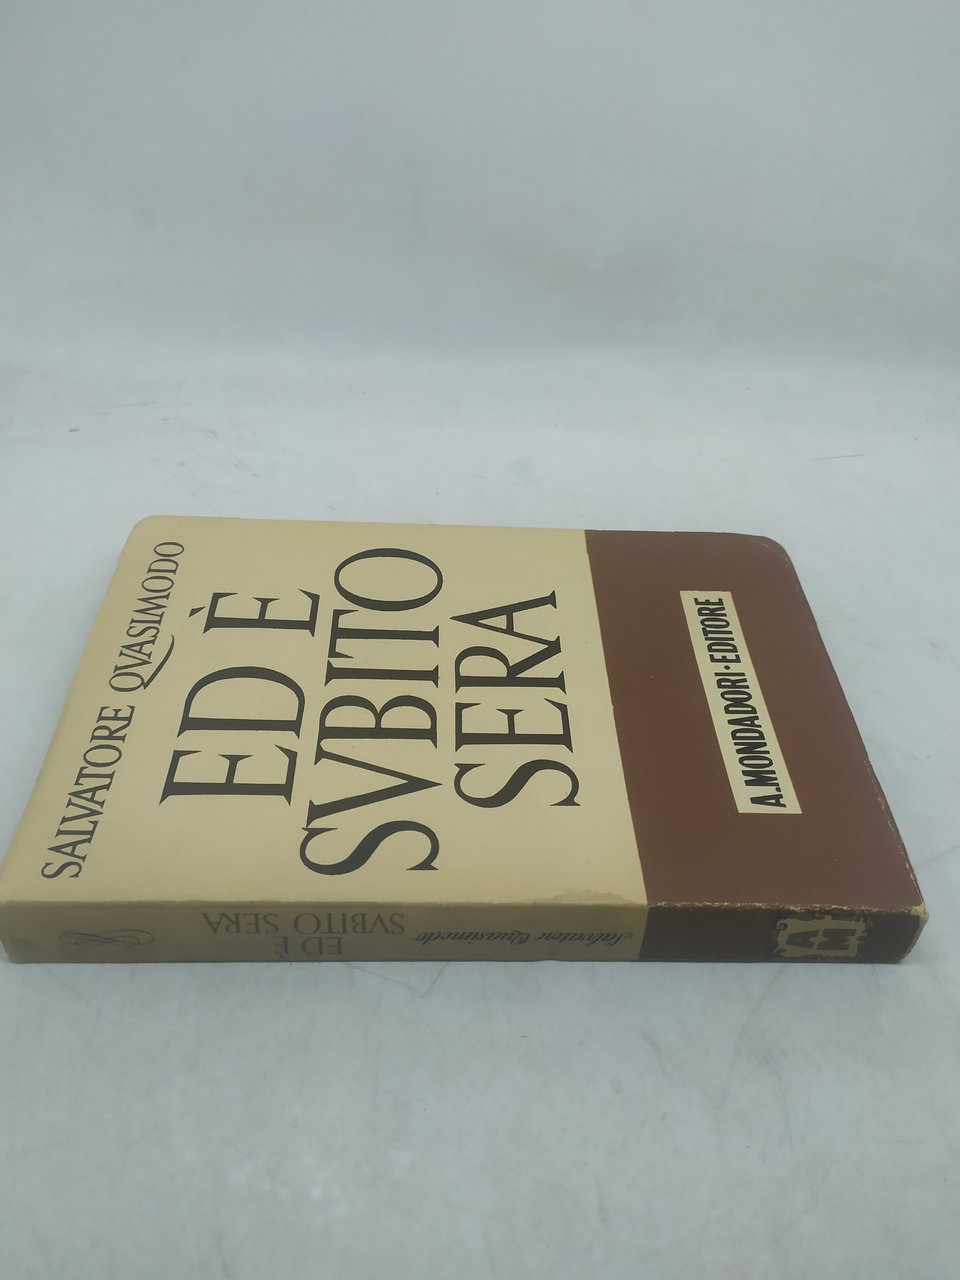 SALVATORE QVASIMODO
ED È
SVBITO
SERA
A.MONDADORI·EDITORE
Salvatore Quasimodo
ED È
SVBITO SERA
AM